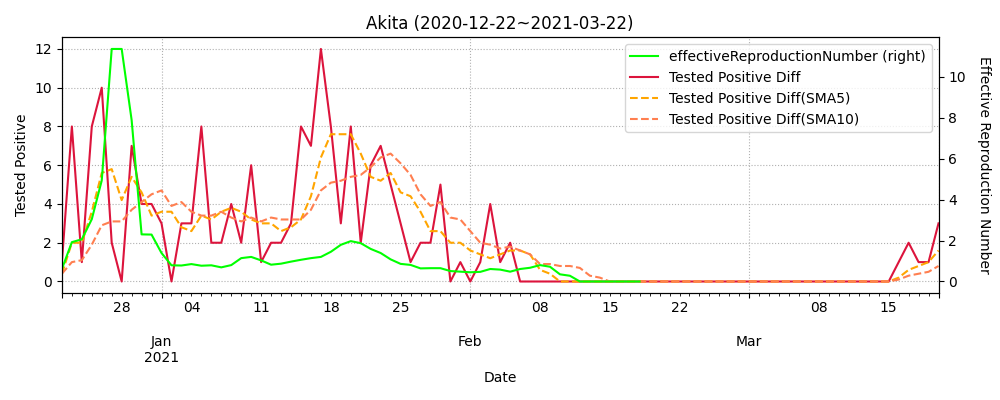 Akita (2020-12-22~2021-03-22)
effectiveReproductionNumber (right)
Tested Positive Diff
Tested Positive Diff(SMA5)
Tested Positive Diff(SMA10)
Tested Positive
12
10
8
6
4
2
0
10
8
6
4
2
0
Effective Reproduction Number
28 04 11 18 25 08 15 22 08 15
Jan Feb Mar
2021
Date